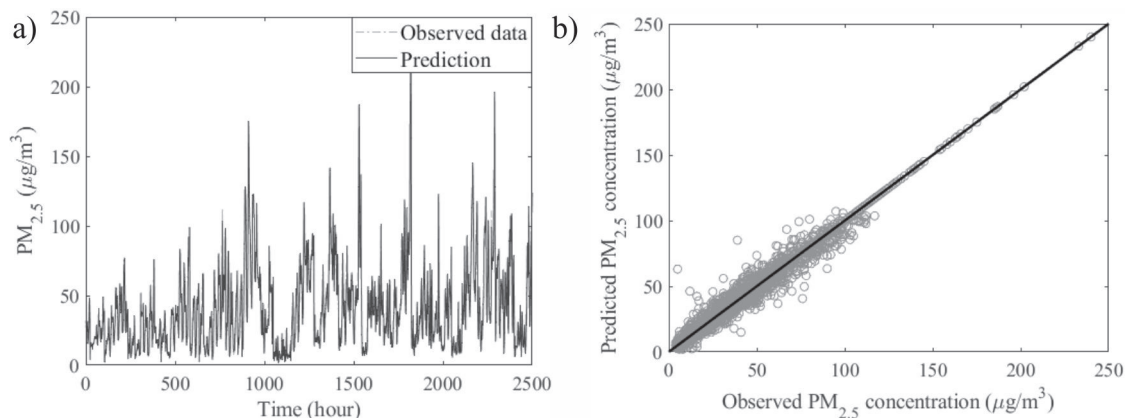 a)
Observed data
Prediction
PM2.5 (μg/m³)
250
200
150
100
50
0
0 500 1000 1500 2000 2500
Time (hour)
b)
Predicted PM2.5 concentration (μg/m³)
250
200
150
100
50
0
0 50 100 150 200 250
Observed PM2.5 concentration (μg/m³)